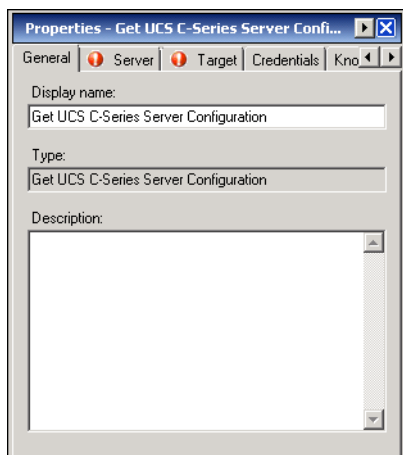 Properties - Get UCS C-Series Server Confi...
General Server Target Credentials Kno
Display name:
Get UCS C-Series Server Configuration
Type:
Get UCS C-Series Server Configuration
Description: